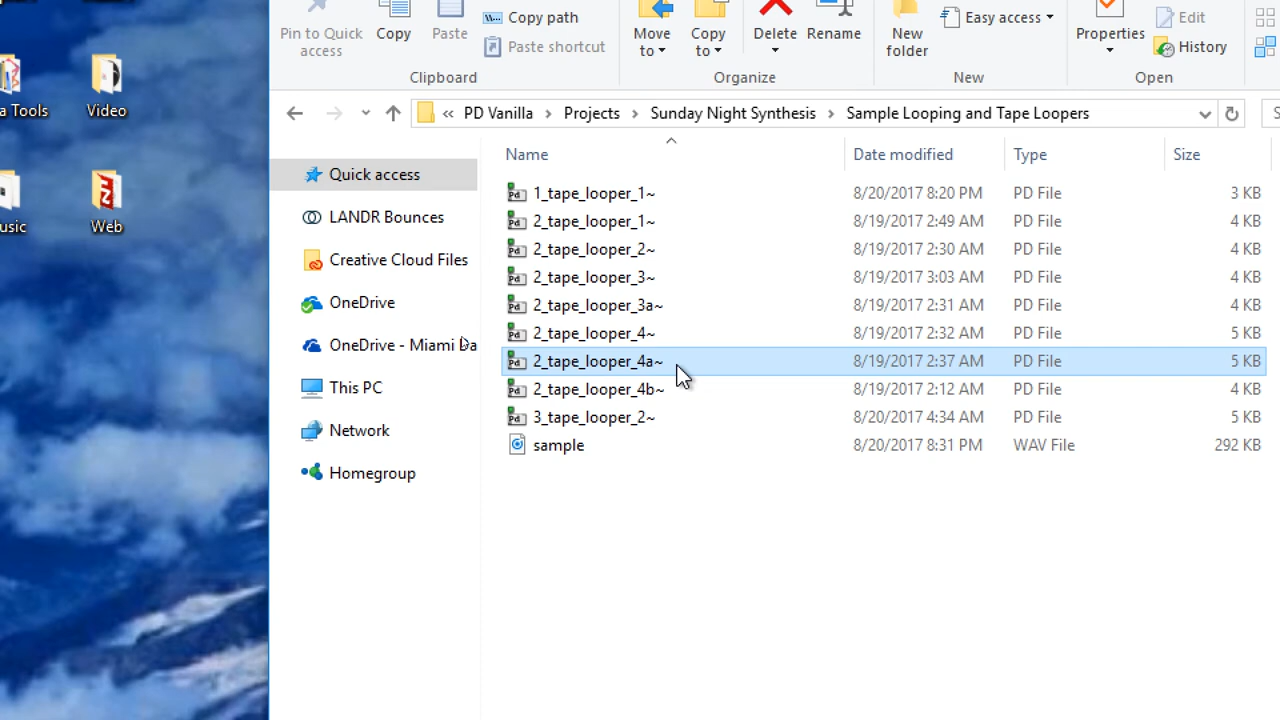 Pin to Quick access
Copy
Paste
Copy path
Paste shortcut
Clipboard
Move to
Copy to
Delete
Rename
Organize
New folder
Easy access
New
Properties
Edit
History
Open
« PD Vanilla > Projects > Sunday Night Synthesis > Sample Looping and Tape Loopers
a Tools
Video
usic
Web
Quick access
LANDR Bounces
Creative Cloud Files
OneDrive
OneDrive - Miami Da
This PC
Network
Homegroup
Name Date modified Type Size
1_tape_looper_1~ 8/20/2017 8:20 PM PD File 3 KB
2_tape_looper_1~ 8/19/2017 2:49 AM PD File 4 KB
2_tape_looper_2~ 8/19/2017 2:30 AM PD File 4 KB
2_tape_looper_3~ 8/19/2017 3:03 AM PD File 4 KB
2_tape_looper_3a~ 8/19/2017 2:31 AM PD File 4 KB
2_tape_looper_4~ 8/19/2017 2:32 AM PD File 5 KB
2_tape_looper_4a~ 8/19/2017 2:37 AM PD File 5 KB
2_tape_looper_4b~ 8/19/2017 2:12 AM PD File 4 KB
3_tape_looper_2~ 8/20/2017 4:34 AM PD File 5 KB
sample 8/20/2017 8:31 PM WAV File 292 KB